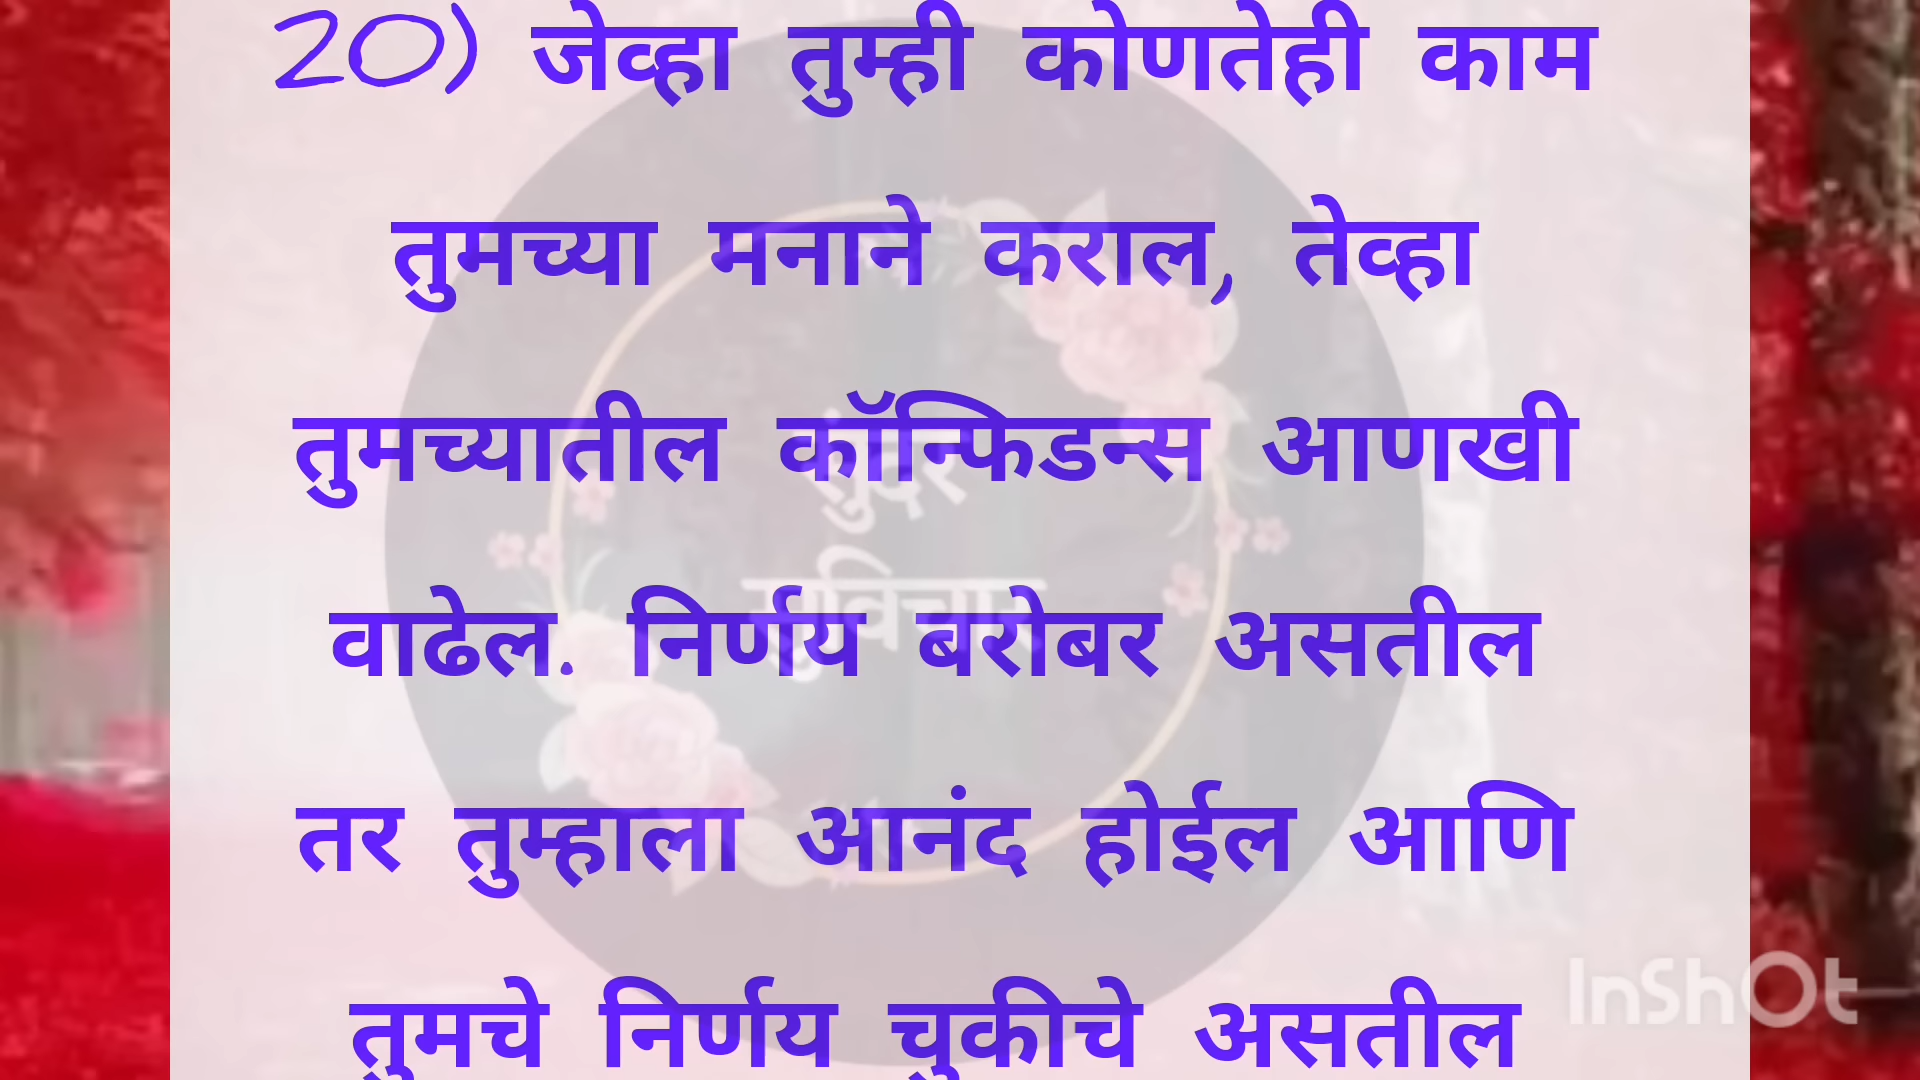 20) जेव्हा तुम्ही कोणतेही काम
तुमच्या मनाने कराल, तेव्हा
तुमच्यातील कॉन्फिडन्स आणखी
वाढेल. निर्णय बरोबर असतील
तर तुम्हाला आनंद होईल आणि
तुमचे निर्णय चुकीचे असतील
सुंदर
सुविचार
InShOt